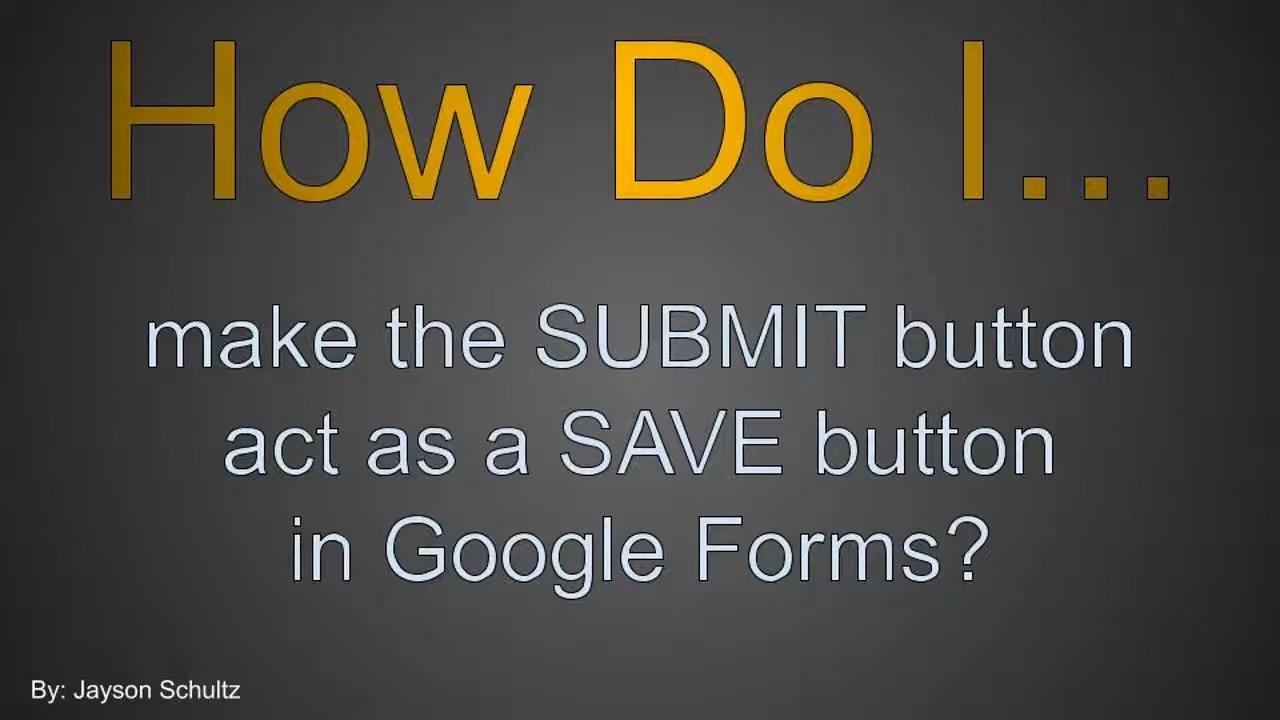 How Do I...
make the SUBMIT button
act as a SAVE button
in Google Forms?
By: Jayson Schultz